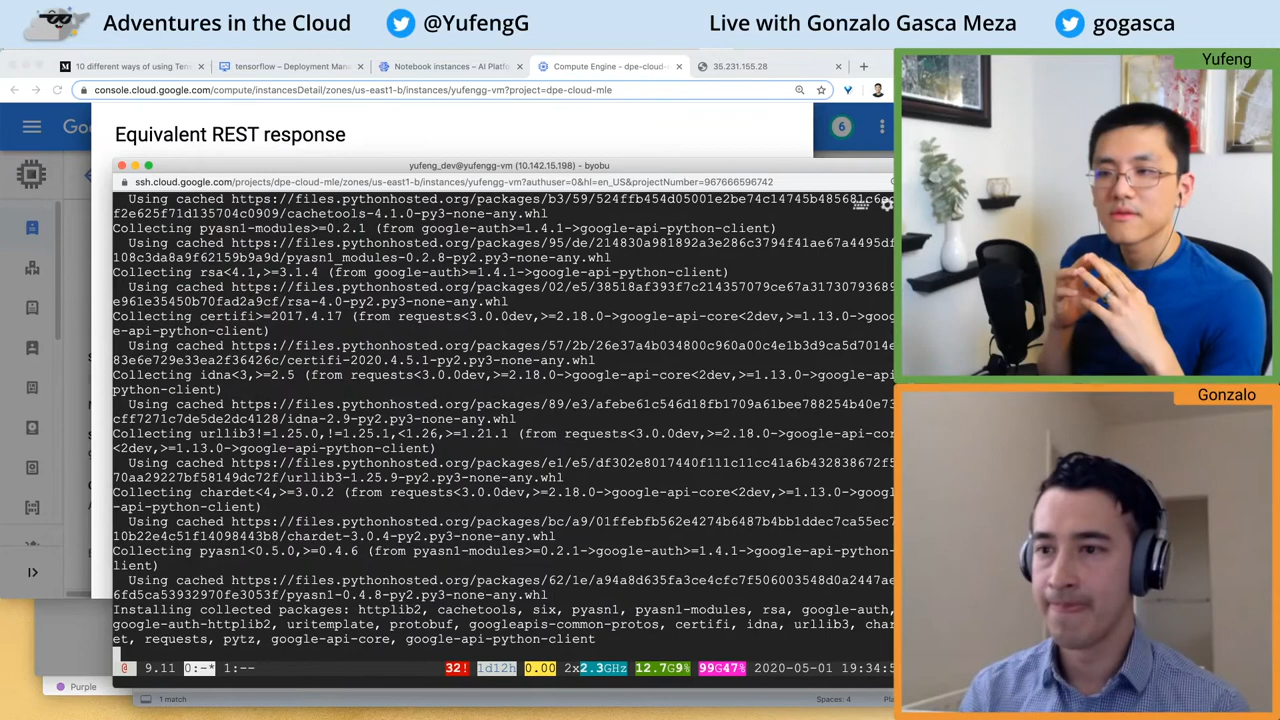 Adventures in the Cloud @YufengG Live with Gonzalo Gasca Meza gogasca
10 different ways of using Tens
tensorflow – Deployment Man
Notebook instances – AI Platfo
Compute Engine - dpe-cloud-
35.231.155.28
console.cloud.google.com/compute/instancesDetail/zones/us-east1-b/instances/yufengg-vm?project=dpe-cloud-mle
Yufeng
6
Equivalent REST response
yufeng_dev@yufengg-vm (10.142.15.198) - byobu
ssh.cloud.google.com/projects/dpe-cloud-mle/zones/us-east1-b/instances/yufengg-vm?authuser=0&hl=en_US&projectNumber=967666596742
Using cached https://files.pythonhosted.org/packages/b3/59/524ffb454d05001e2be74c14745b485681c6ed
f2e625f71d135704c0909/cachetools-4.1.0-py3-none-any.whl
Collecting pyasn1-modules>=0.2.1 (from google-auth>=1.4.1->google-api-python-client)
Using cached https://files.pythonhosted.org/packages/95/de/214830a981892a3e286c3794f41ae67a4495df
108c3da8a9f62159b9a9d/pyasn1_modules-0.2.8-py2.py3-none-any.whl
Collecting rsa<4.1,>=3.1.4 (from google-auth>=1.4.1->google-api-python-client)
Using cached https://files.pythonhosted.org/packages/02/e5/38518af393f7c214357079ce67a31730793689
e961e35450b70fad2a9cf/rsa-4.0-py2.py3-none-any.whl
Collecting certifi>=2017.4.17 (from requests<3.0.0dev,>=2.18.0->google-api-core<2dev,>=1.13.0->googl
e-api-python-client)
Using cached https://files.pythonhosted.org/packages/57/2b/26e37a4b034800c960a00c4e1b3d9ca5d7014e
83e6e729e33ea2f36426c/certifi-2020.4.5.1-py2.py3-none-any.whl
Collecting idna<3,>=2.5 (from requests<3.0.0dev,>=2.18.0->google-api-core<2dev,>=1.13.0->google-api-
python-client)
Using cached https://files.pythonhosted.org/packages/89/e3/afebe61c546d18fb1709a61bee788254b40e73
cff7271c7de5de2dc4128/idna-2.9-py2.py3-none-any.whl
Collecting urllib3!=1.25.0,!=1.25.1,<1.26,>=1.21.1 (from requests<3.0.0dev,>=2.18.0->google-api-cor
<2dev,>=1.13.0->google-api-python-client)
Using cached https://files.pythonhosted.org/packages/e1/e5/df302e8017440f111c11cc41a6b432838672f5
70aa29227bf58149dc72f/urllib3-1.25.9-py2.py3-none-any.whl
Collecting chardet<4,>=3.0.2 (from requests<3.0.0dev,>=2.18.0->google-api-core<2dev,>=1.13.0->google
-api-python-client)
Using cached https://files.pythonhosted.org/packages/bc/a9/01ffebfb562e4274b6487b4bb1ddec7ca55ec7
10b22e4c51f14098443b8/chardet-3.0.4-py2.py3-none-any.whl
Collecting pyasn1<0.5.0,>=0.4.6 (from pyasn1-modules>=0.2.1->google-auth>=1.4.1->google-api-python-
lient)
Using cached https://files.pythonhosted.org/packages/62/1e/a94a8d635fa3ce4cfc7f506003548d0a2447ae
6fd5ca53932970fe3053f/pyasn1-0.4.8-py2.py3-none-any.whl
Installing collected packages: httplib2, cachetools, six, pyasn1, pyasn1-modules, rsa, google-auth,
google-auth-httplib2, uritemplate, protobuf, googleapis-common-protos, certifi, idna, urllib3, char
et, requests, pytz, google-api-core, google-api-python-client
@ 9.11 0:-* 1:-- 32! 1d12h 0.00 2x2.3GHz 12.7G9% 99G47% 2020-05-01 19:34:5
Gonzalo
Purple
1 match
Spaces: 4